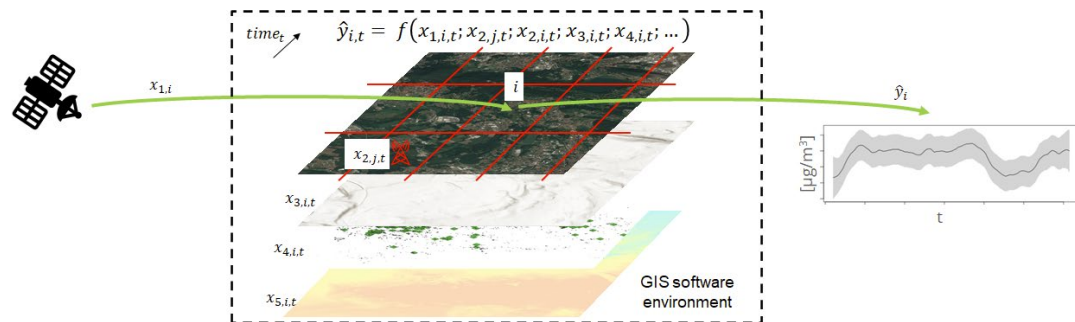 time_t
ŷ_{i,t} = f(x_{1,i,t}; x_{2,j,t}; x_{2,i,t}; x_{3,i,t}; x_{4,i,t}; …)
x_{1,i}
i
ŷ_i
x_{2,j,t}
[µg/m³]
t
x_{3,i,t}
x_{4,i,t}
x_{5,i,t}
GIS software
environment